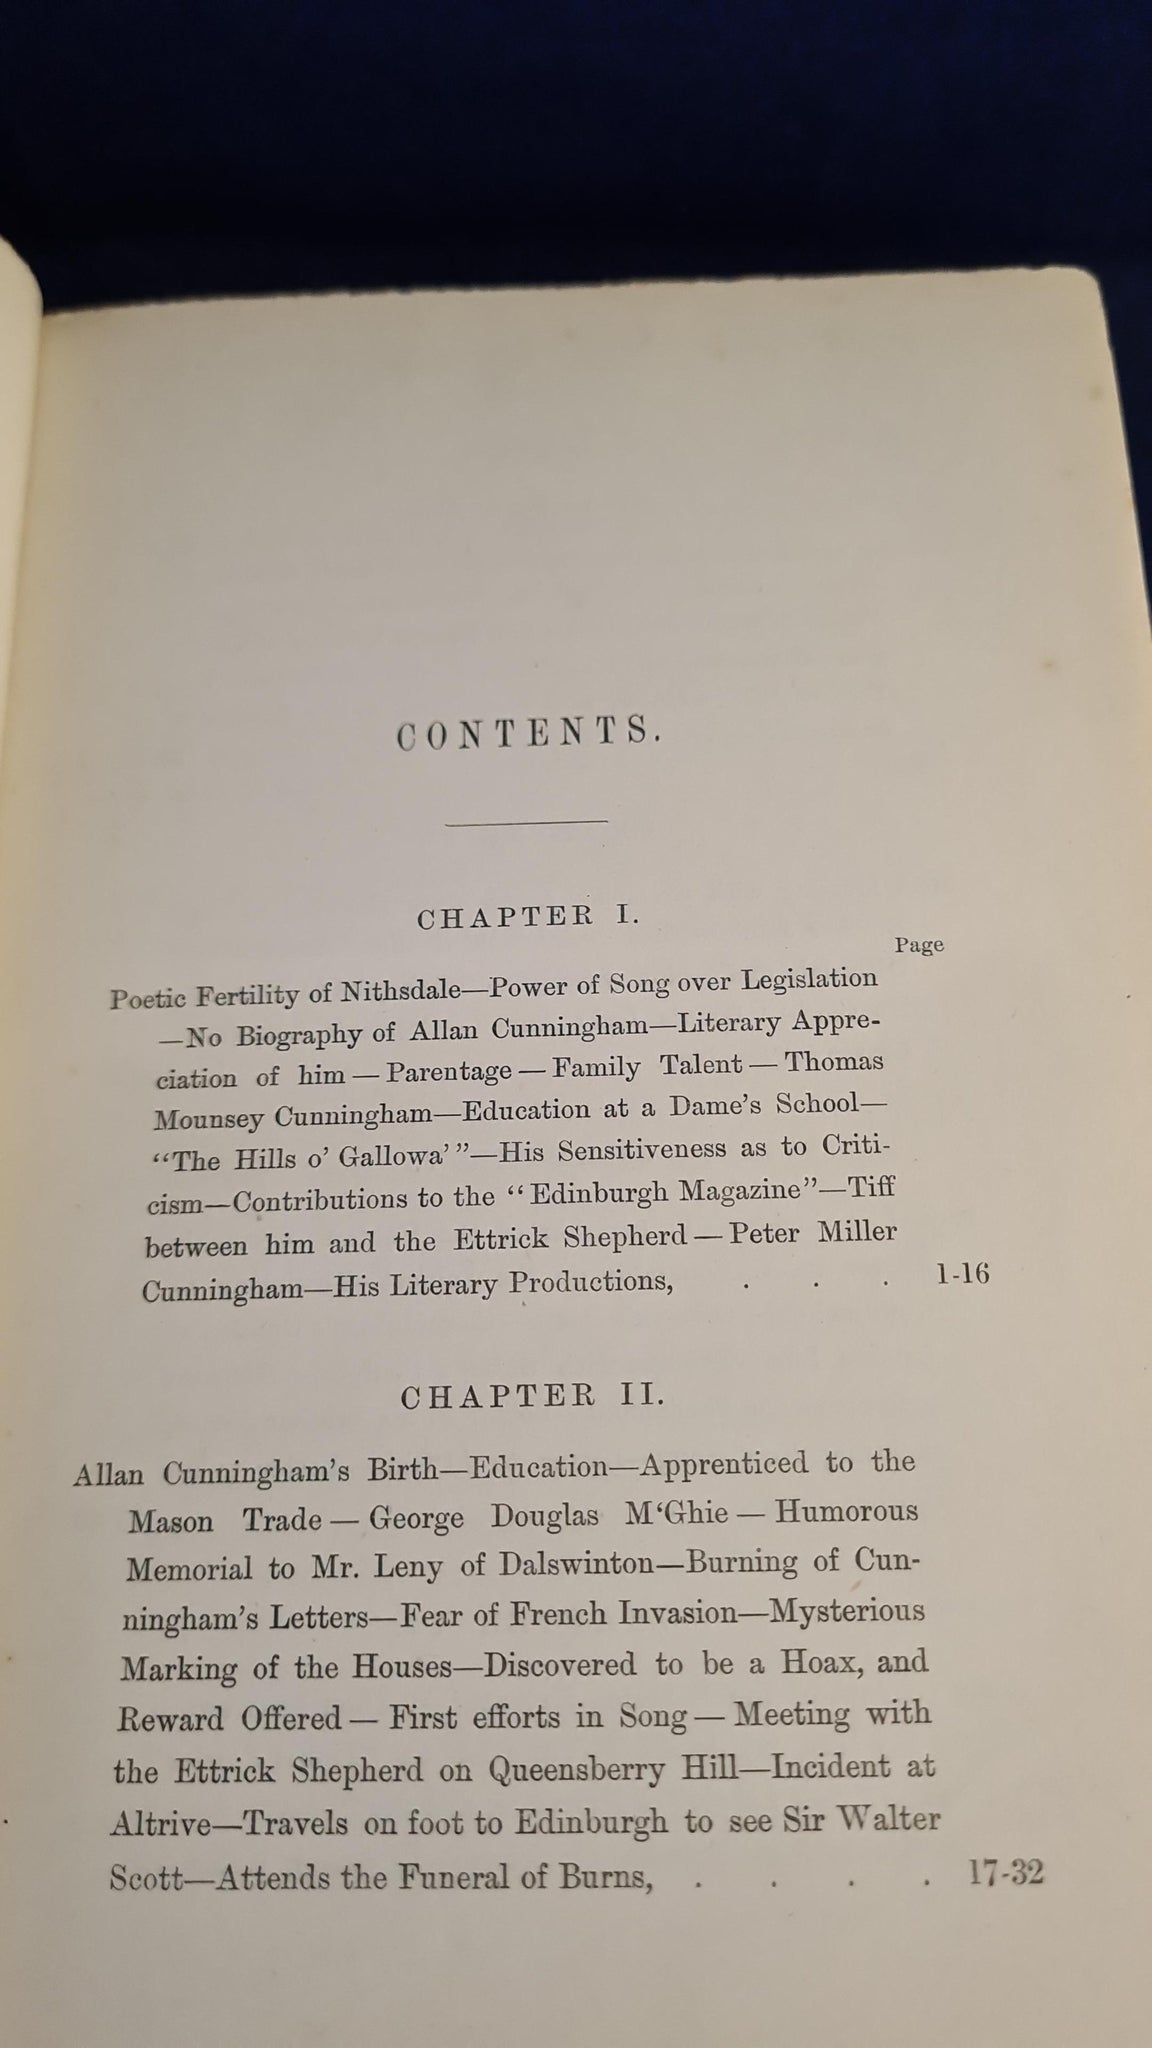 CONTENTS.
CHAPTER I.
Page
Poetic Fertility of Nithsdale—Power of Song over Legislation
—No Biography of Allan Cunningham—Literary Appre-
ciation of him — Parentage — Family Talent — Thomas
Mounsey Cunningham—Education at a Dame's School—
“The Hills o' Gallowa'”—His Sensitiveness as to Criti-
cism—Contributions to the “Edinburgh Magazine”—Tiff
between him and the Ettrick Shepherd — Peter Miller
Cunningham—His Literary Productions, . . . 1-16
CHAPTER II.
Allan Cunningham's Birth—Education—Apprenticed to the
Mason Trade — George Douglas M‘Ghie — Humorous
Memorial to Mr. Leny of Dalswinton—Burning of Cun-
ningham's Letters—Fear of French Invasion—Mysterious
Marking of the Houses—Discovered to be a Hoax, and
Reward Offered — First efforts in Song — Meeting with
the Ettrick Shepherd on Queensberry Hill—Incident at
Altrive—Travels on foot to Edinburgh to see Sir Walter
Scott—Attends the Funeral of Burns, . . . . 17-32